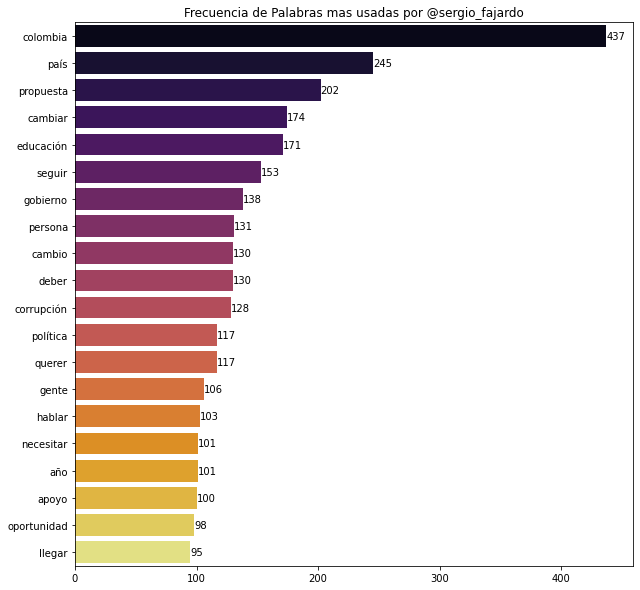 Frecuencia de Palabras mas usadas por @sergio_fajardo
colombia 437
país 245
propuesta 202
cambiar 174
educación 171
seguir 153
gobierno 138
persona 131
cambio 130
deber 130
corrupción 128
política 117
querer 117
gente 106
hablar 103
necesitar 101
año 101
apoyo 100
oportunidad 98
llegar 95
0 100 200 300 400